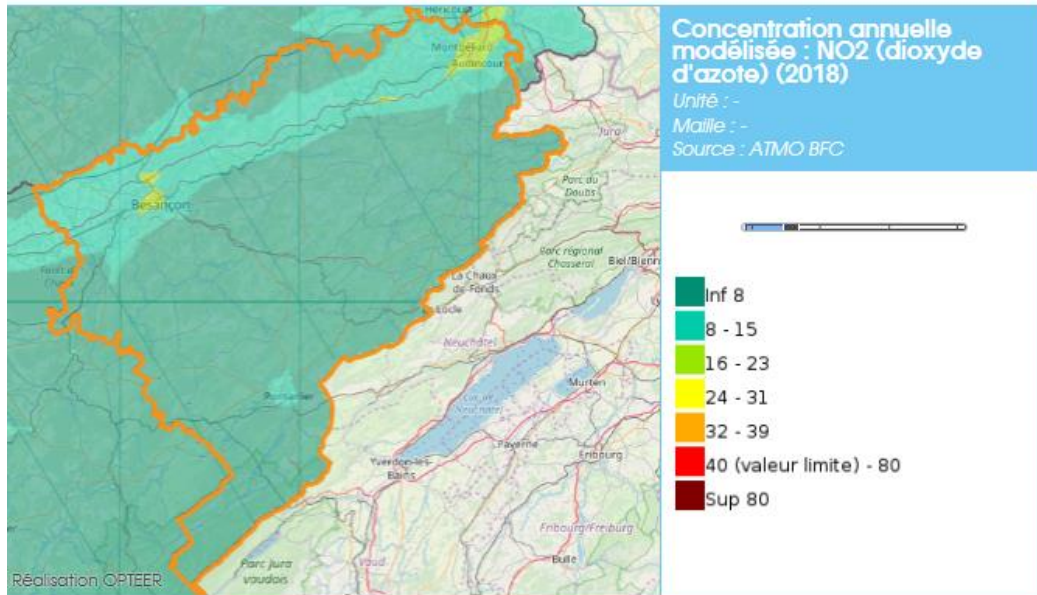 Concentration annuelle
modélisée : NO2 (dioxyde
d'azote) (2018)
Unité : -
Maille : -
Source : ATMO BFC
Inf 8
8 - 15
16 - 23
24 - 31
32 - 39
40 (valeur limite) - 80
Sup 80
Héricourt
Montbéliard
Audincourt
Jura
Parc du
Doubs
Besançon
Parc régional
Chasseral
Biel/Bienn
La Chaux
de-Fonds
Locle
Neuchâtel
Murten
Lac de
Neuchâtel
Pontarlier
Payerne
Fribourg
Yverdon-les-
Bains
Fribourg/Freiburg
Bulle
Vaud
Parc Jura
vaudois
Réalisation OPTEER